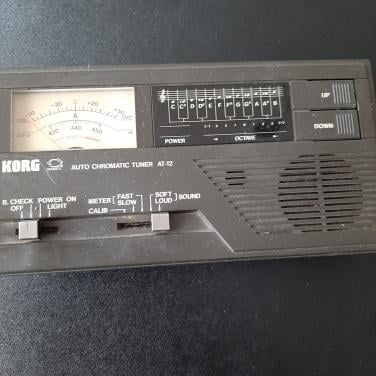 -20 0 +20
A
430 440 450
C C# D D# E F F# G G# A A# B
POWER ◄ OCTAVE ►
UP
DOWN
KORG AUTO CHROMATIC TUNER AT-12
B. CHECK POWER ON
OFF LIGHT
METER FAST
SLOW
CALIB
SOFT
LOUD SOUND